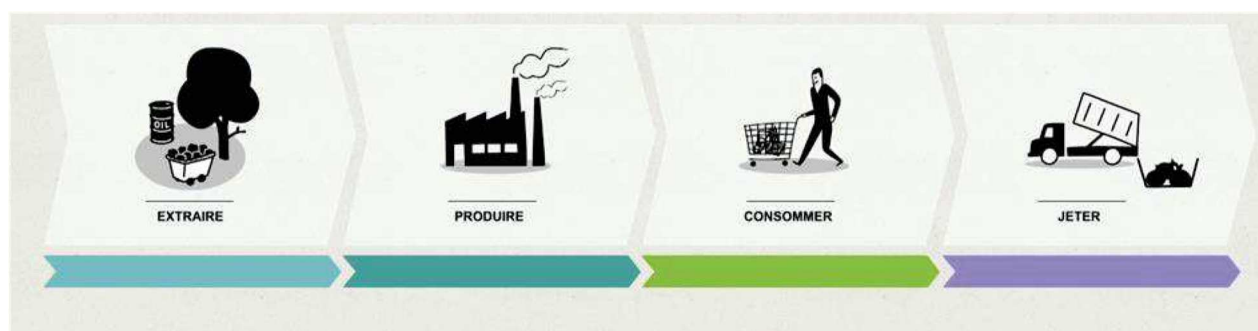 OIL
EXTRAIRE
PRODUIRE
CONSOMMER
JETER